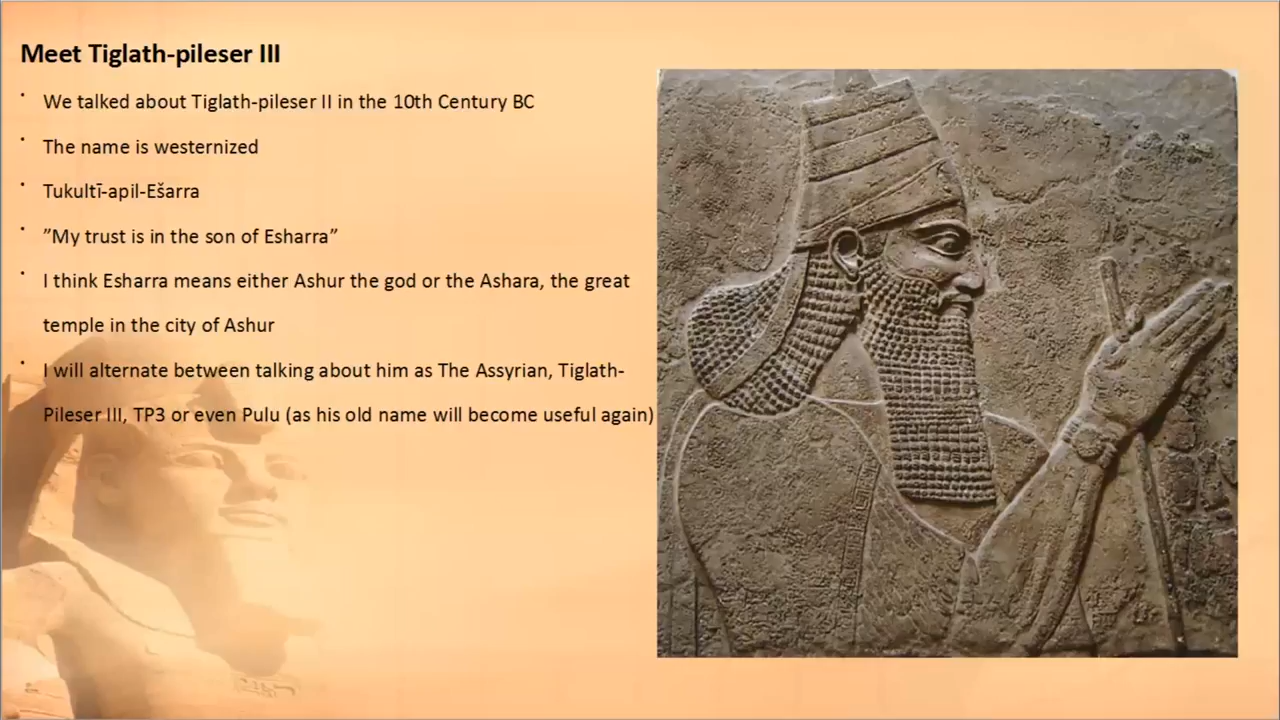 Meet Tiglath-pileser III
• We talked about Tiglath-pileser II in the 10th Century BC
• The name is westernized
• Tukultī-apil-Ešarra
• ”My trust is in the son of Esharra”
• I think Esharra means either Ashur the god or the Ashara, the great
temple in the city of Ashur
• I will alternate between talking about him as The Assyrian, Tiglath-
Pileser III, TP3 or even Pulu (as his old name will become useful again)